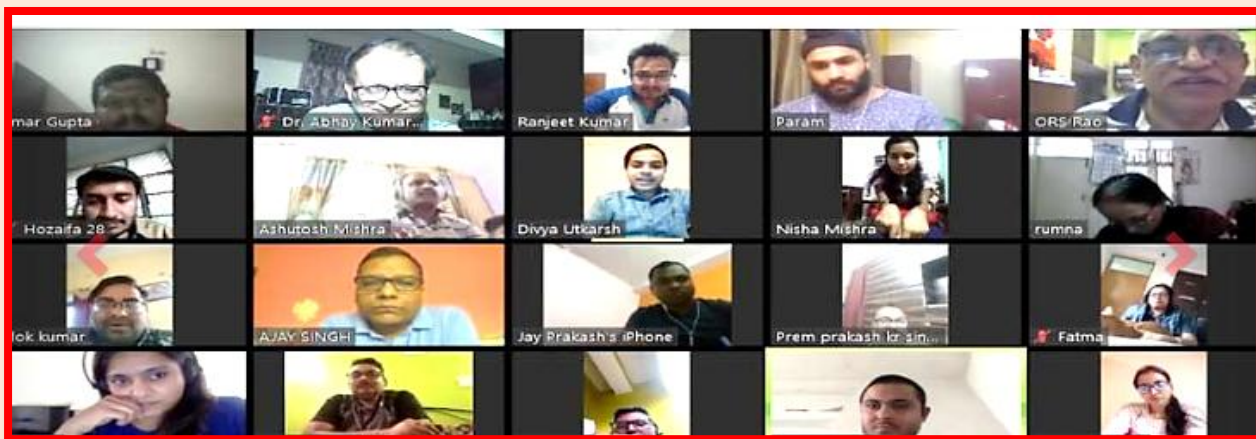 mar Gupta
Dr. Abhay Kumar...
Ranjeet Kumar
Param
ORS Rao
Hozaifa 28
Ashutosh Mishra
Divya Utkarsh
Nisha Mishra
rumna
lok kumar
AJAY SINGH
Jay Prakash's iPhone
Prem prakash kr sin...
Fatma